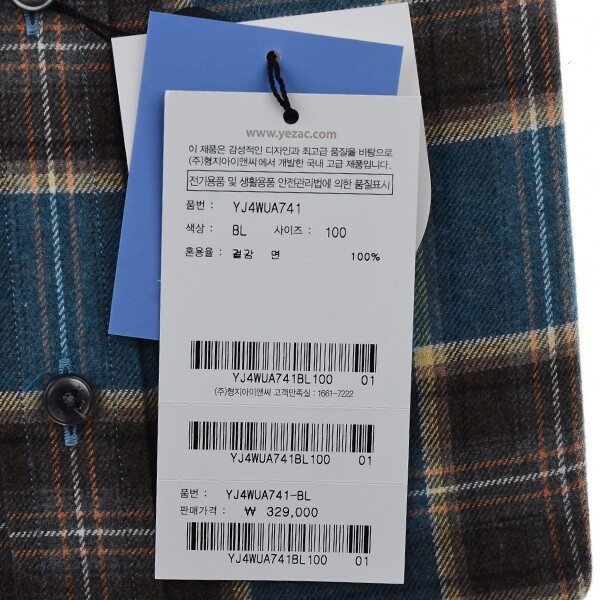 www.yezac.com
이 제품은 감성적인 디자인과 최고급 품질을 바탕으로
(주)형지아이앤씨에서 개발한 국내 고급 제품입니다.
전기용품 및 생활용품 안전관리법에 의한 품질표시
품번 : YJ4WUA741
색상 : BL 사이즈 : 100
혼용율 : 겉감 면 100%
YJ4WUA741BL100 01
(주)형지아이앤씨 고객만족실 : 1661-7222
YJ4WUA741BL100 01
품번 : YJ4WUA741-BL
판매가격 : ₩ 329,000
YJ4WUA741BL100 01